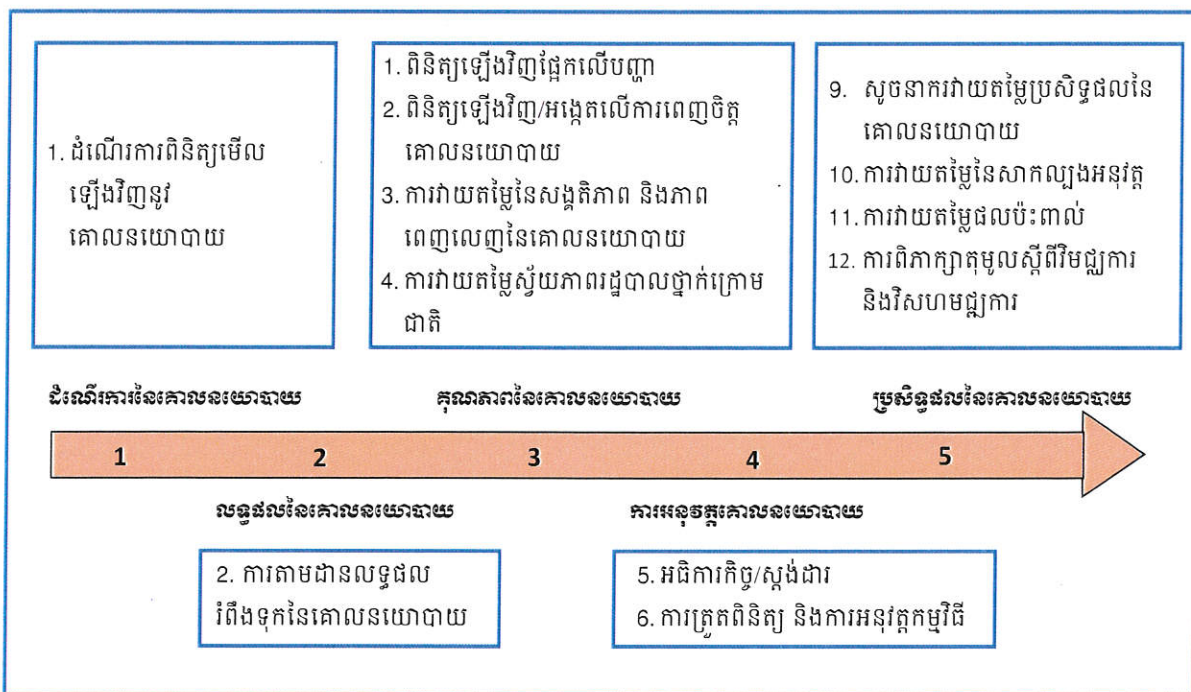 1. ដំណើរការពិនិត្យមើល
ឡើងវិញនូវ
គោលនយោបាយ
1. ពិនិត្យឡើងវិញផ្អែកលើបញ្ហា
2. ពិនិត្យឡើងវិញ/អង្កេតលើការពេញចិត្ត
គោលនយោបាយ
3. ការវាយតម្លៃនៃសង្គតិភាព និងភាព
ពេញលេញនៃគោលនយោបាយ
4. ការវាយតម្លៃស្វ័យភាពរដ្ឋបាលថ្នាក់ក្រោម
ជាតិ
9. សូចនាករវាយតម្លៃប្រសិទ្ធផលនៃ
គោលនយោបាយ
10. ការវាយតម្លៃនៃសាកល្បងអនុវត្ត
11. ការវាយតម្លៃផលប៉ះពាល់
12. ការពិភាក្សាតុមូលស្តីពីវិមជ្ឈការ
និងវិសហមជ្ឈការ
ដំណើរការនៃគោលនយោបាយ
គុណភាពនៃគោលនយោបាយ
ប្រសិទ្ធផលនៃគោលនយោបាយ
1 2 3 4 5
លទ្ធផលនៃគោលនយោបាយ
ការអនុវត្តគោលនយោបាយ
2. ការតាមដានលទ្ធផល
រំពឹងទុកនៃគោលនយោបាយ
5. អធិការកិច្ច/ស្តង់ដារ
6. ការត្រួតពិនិត្យ និងការអនុវត្តកម្មវិធី